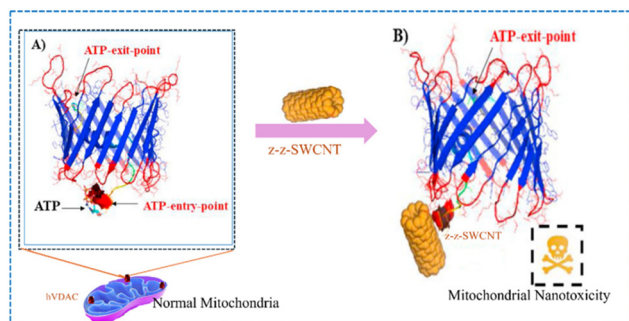 A)
ATP-exit-point
ATP
ATP-entry-point
hVDAC
Normal Mitochondria
z-z-SWCNT
B)
ATP-exit-point
z-z-SWCNT
Mitochondrial Nanotoxicity